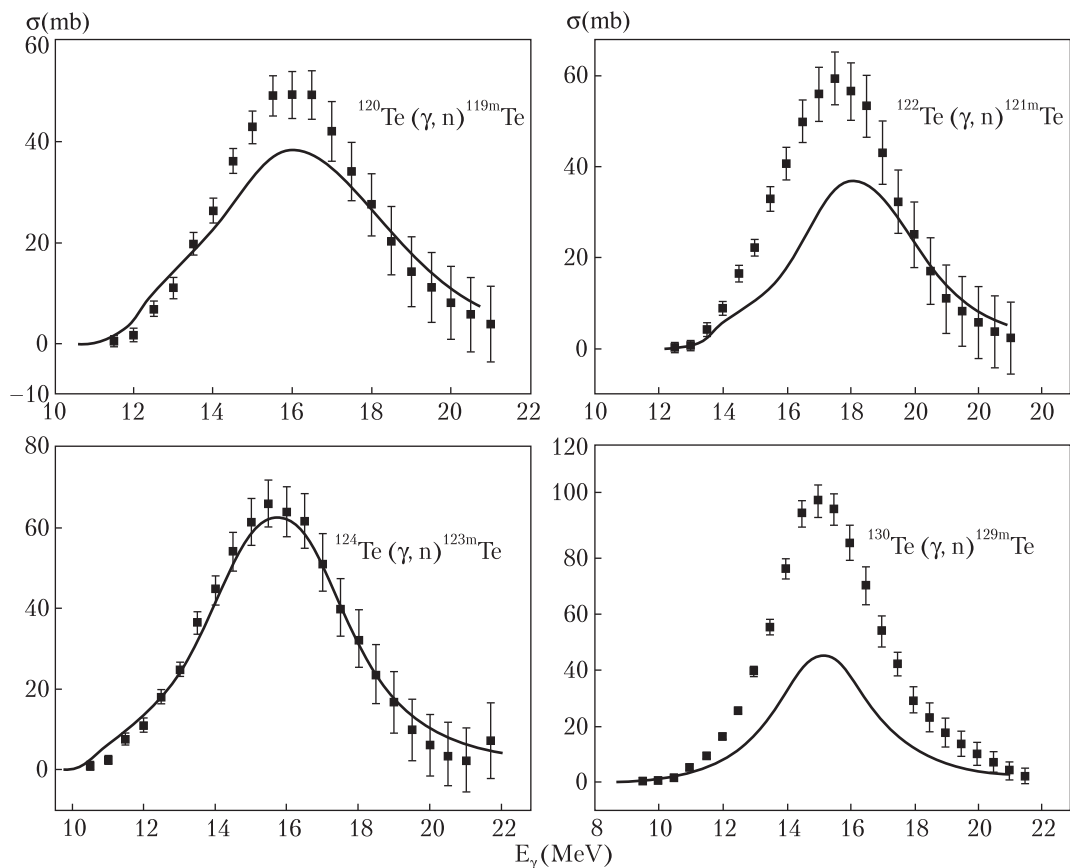 σ(mb)
60
40
20
0
−10
10 12 14 16 18 20 22
¹²⁰Te (γ, n) ¹¹⁹ᵐTe
σ(mb)
60
40
20
0
10 12 14 16 18 20 20
¹²²Te (γ, n) ¹²¹ᵐTe
80
60
40
20
0
10 12 14 16 18 20 22
¹²⁴Te (γ, n) ¹²³ᵐTe
120
100
80
60
40
20
0
8 10 12 14 16 18 20 22
¹³⁰Te (γ, n) ¹²⁹ᵐTe
Eᵧ (MeV)